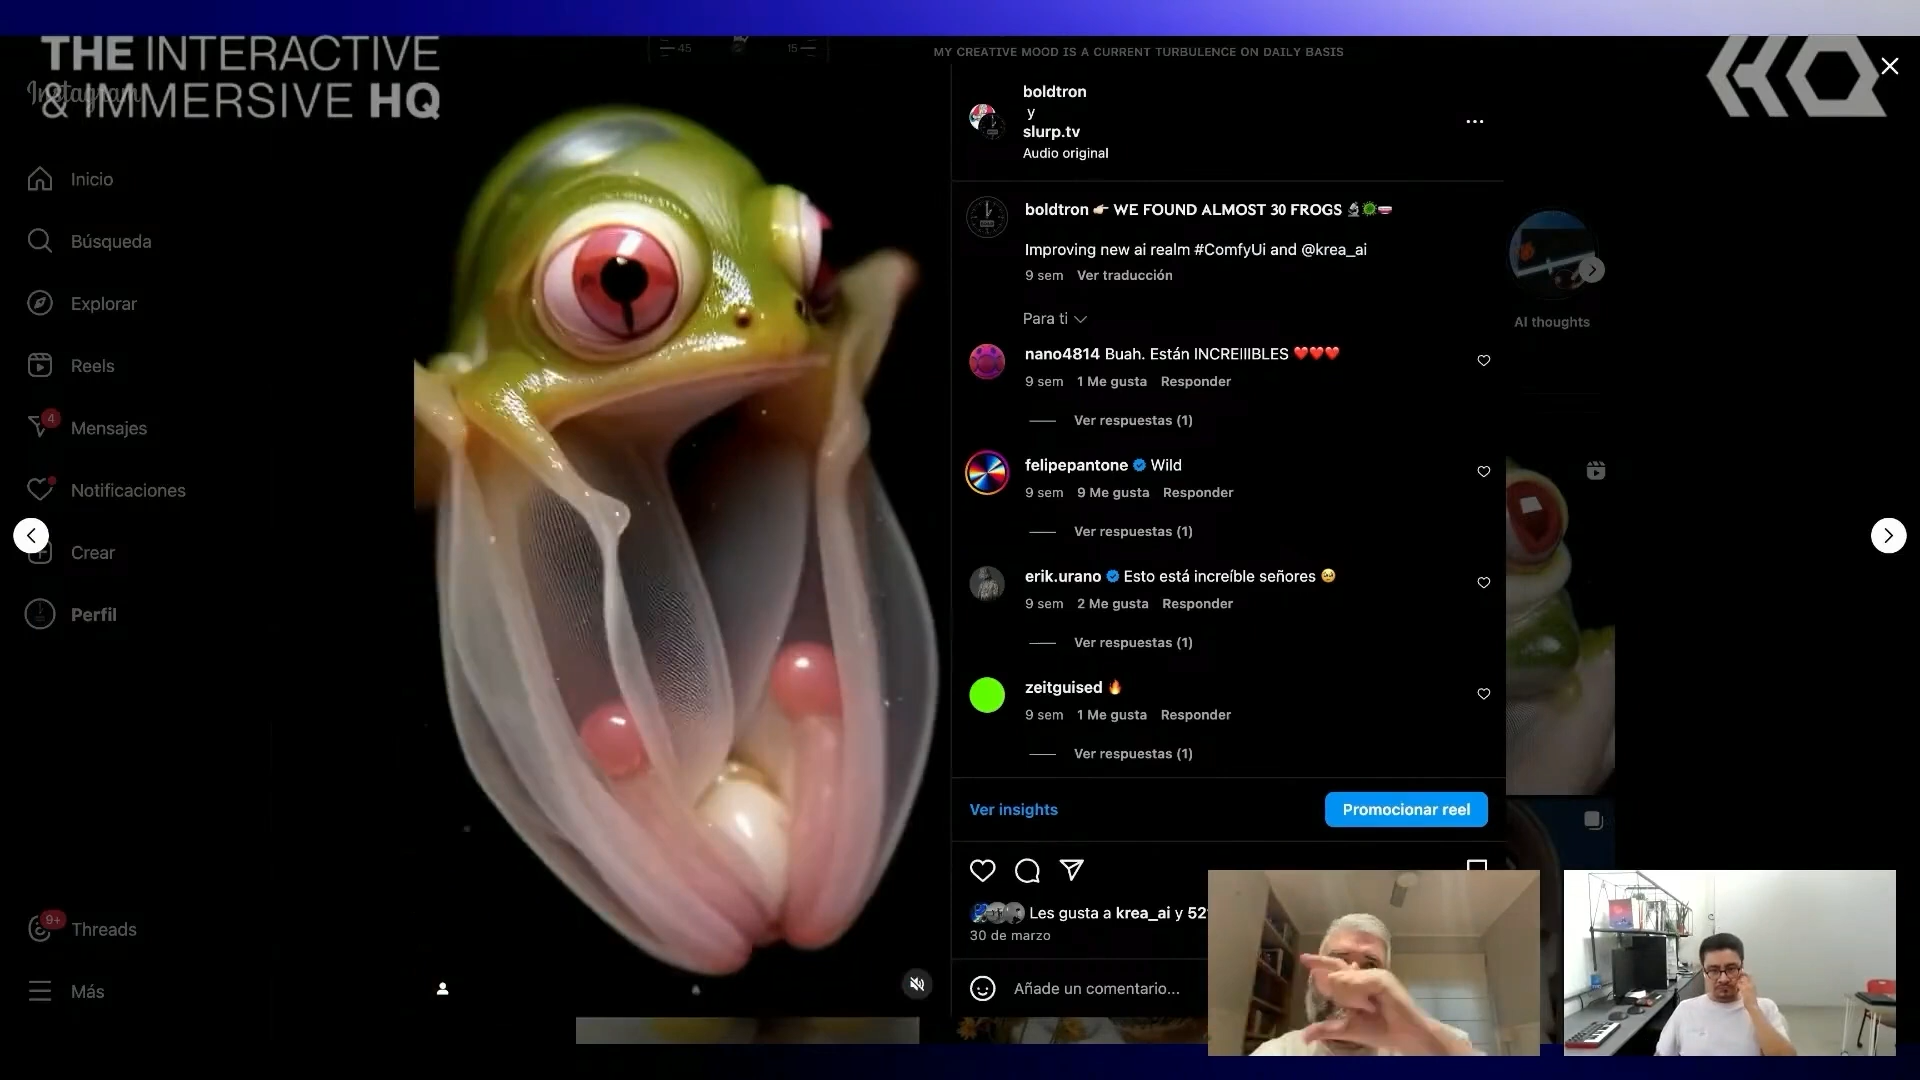 THE INTERACTIVE
& IMMERSIVE HQ
Instagram
HQ
45
15
MY CREATIVE MOOD IS A CURRENT TURBULENCE ON DAILY BASIS
Inicio
Búsqueda
Explorar
Reels
4
Mensajes
Notificaciones
Crear
Perfil
9+
Threads
Más
boldtron
y
slurp.tv
Audio original
boldtron 👉🏻 WE FOUND ALMOST 30 FROGS 🔬🦠🧫
Improving new ai realm #ComfyUi and @krea_ai
9 sem Ver traducción
Para ti
nano4814 Buah. Están INCREIIIBLES ❤️❤️❤️
9 sem 1 Me gusta Responder
Ver respuestas (1)
felipepantone Wild
9 sem 9 Me gusta Responder
Ver respuestas (1)
erik.urano Esto está increíble señores 🥹
9 sem 2 Me gusta Responder
Ver respuestas (1)
zeitguised 🔥
9 sem 1 Me gusta Responder
Ver respuestas (1)
Ver insights
Promocionar reel
Les gusta a krea_ai y 52
30 de marzo
Añade un comentario...
AI thoughts